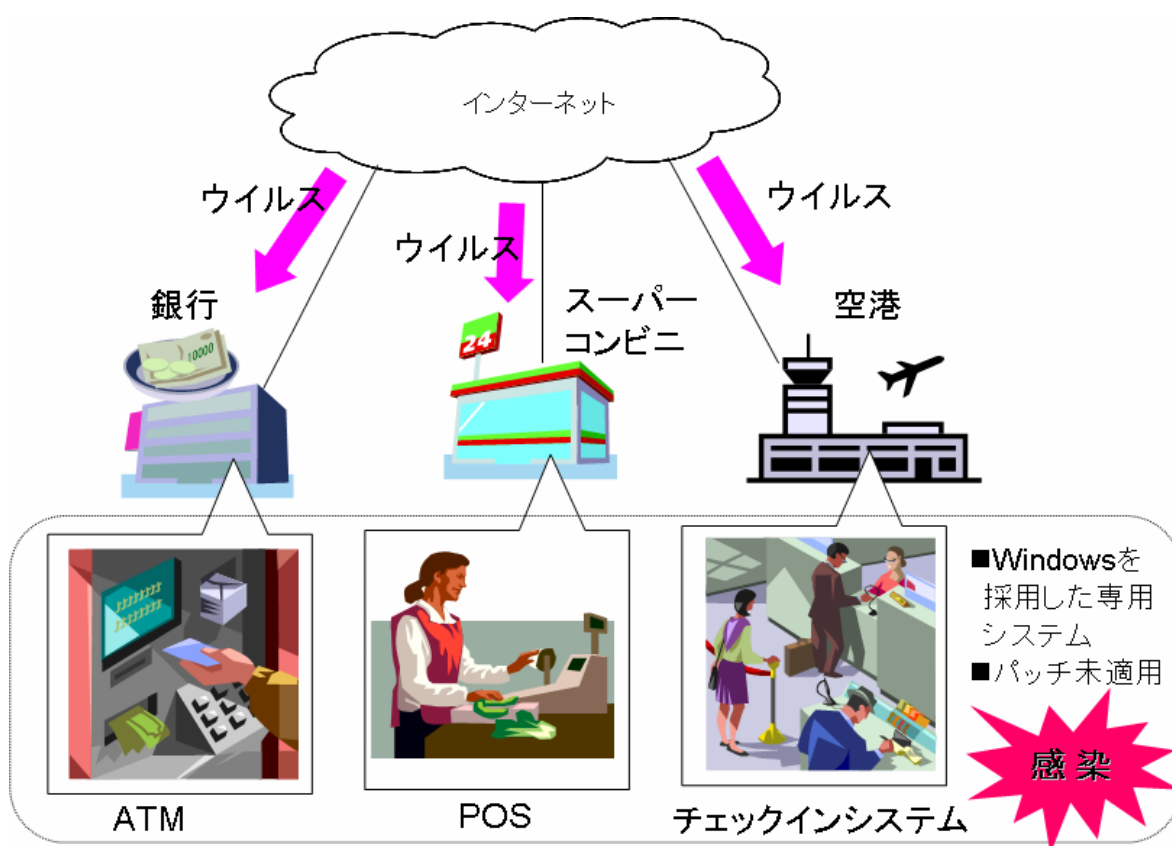 インターネット
ウイルス
ウイルス
ウイルス
銀行
スーパー
コンビニ
空港
10000
24
■Windowsを
採用した専用
システム
■パッチ未適用
感染
ATM
POS
チェックインシステム